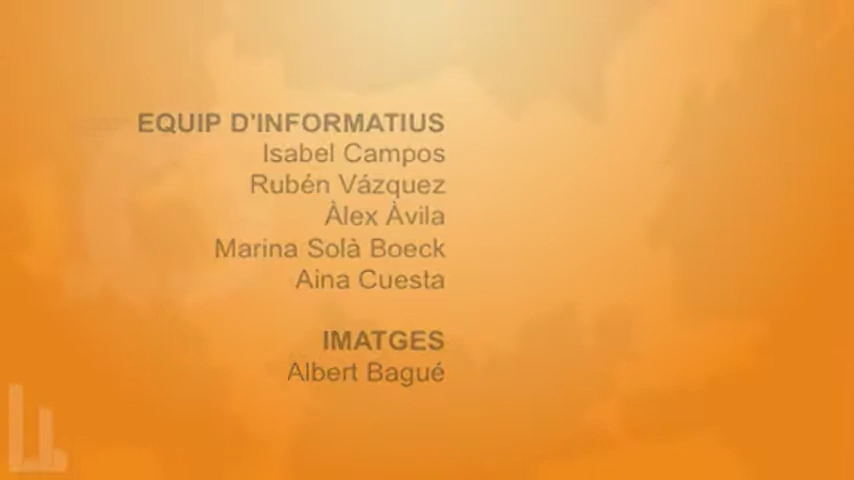 EQUIP D'INFORMATIUS
Isabel Campos
Rubén Vázquez
Àlex Àvila
Marina Solà Boeck
Aina Cuesta
IMATGES
Albert Bagué